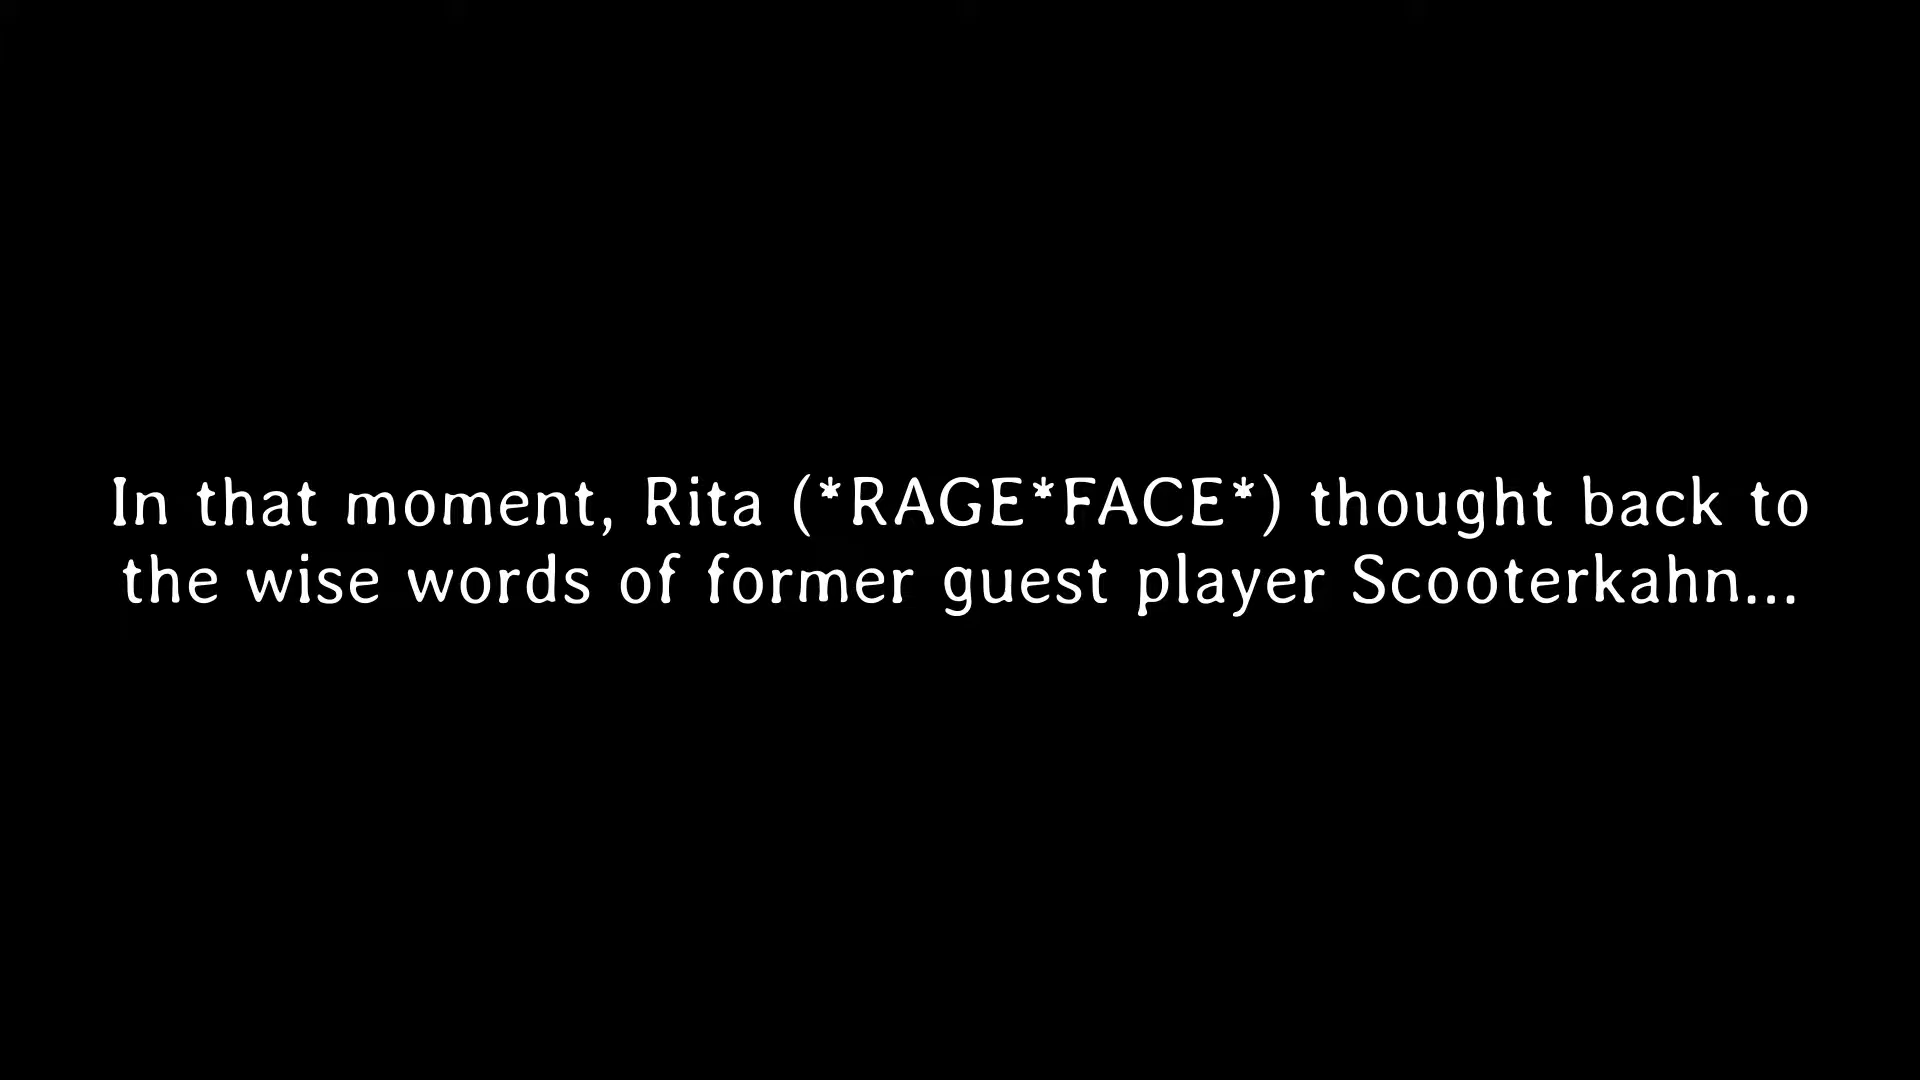 In that moment, Rita (*RAGE*FACE*) thought back to
the wise words of former guest player Scooterkahn...